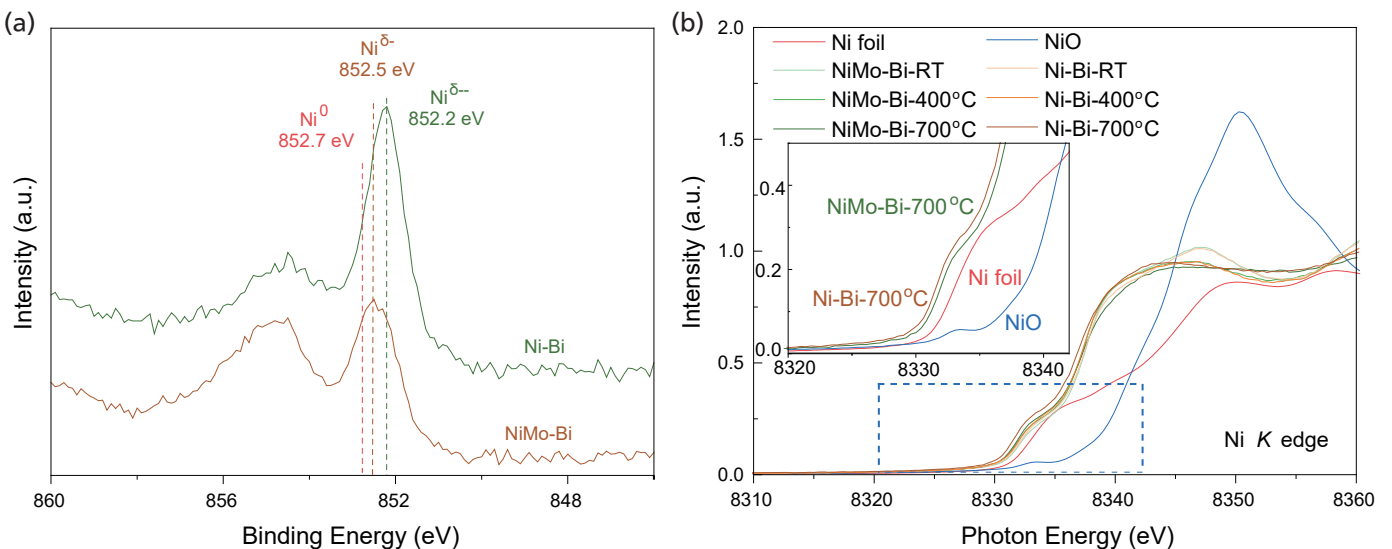 (a)
Ni^δ-
852.5 eV
Ni^0
852.7 eV
Ni^δ--
852.2 eV
Ni-Bi
NiMo-Bi
Intensity (a.u.)
860
856
852
848
Binding Energy (eV)
(b)
Ni foil
NiO
NiMo-Bi-RT
Ni-Bi-RT
NiMo-Bi-400°C
Ni-Bi-400°C
NiMo-Bi-700°C
Ni-Bi-700°C
2.0
1.5
1.0
0.5
0.0
Intensity (a.u.)
0.4
0.2
0.0
NiMo-Bi-700°C
Ni foil
Ni-Bi-700°C
NiO
8320
8330
8340
Ni K edge
8310
8320
8330
8340
8350
8360
Photon Energy (eV)